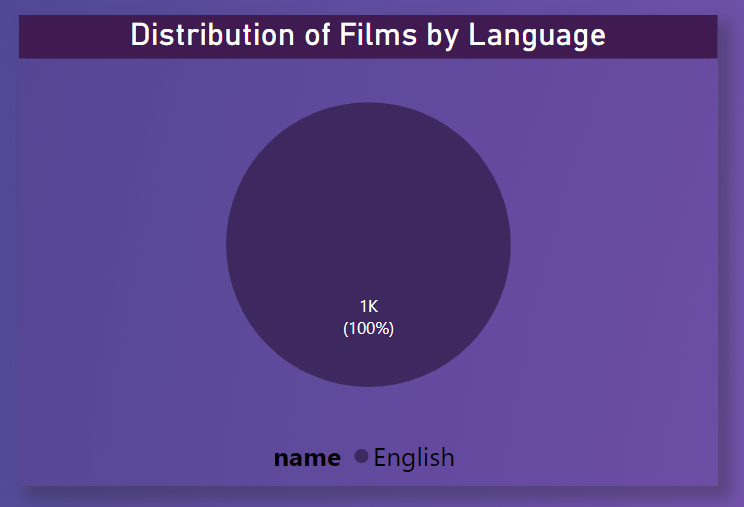 Distribution of Films by Language
1K
(100%)
name English